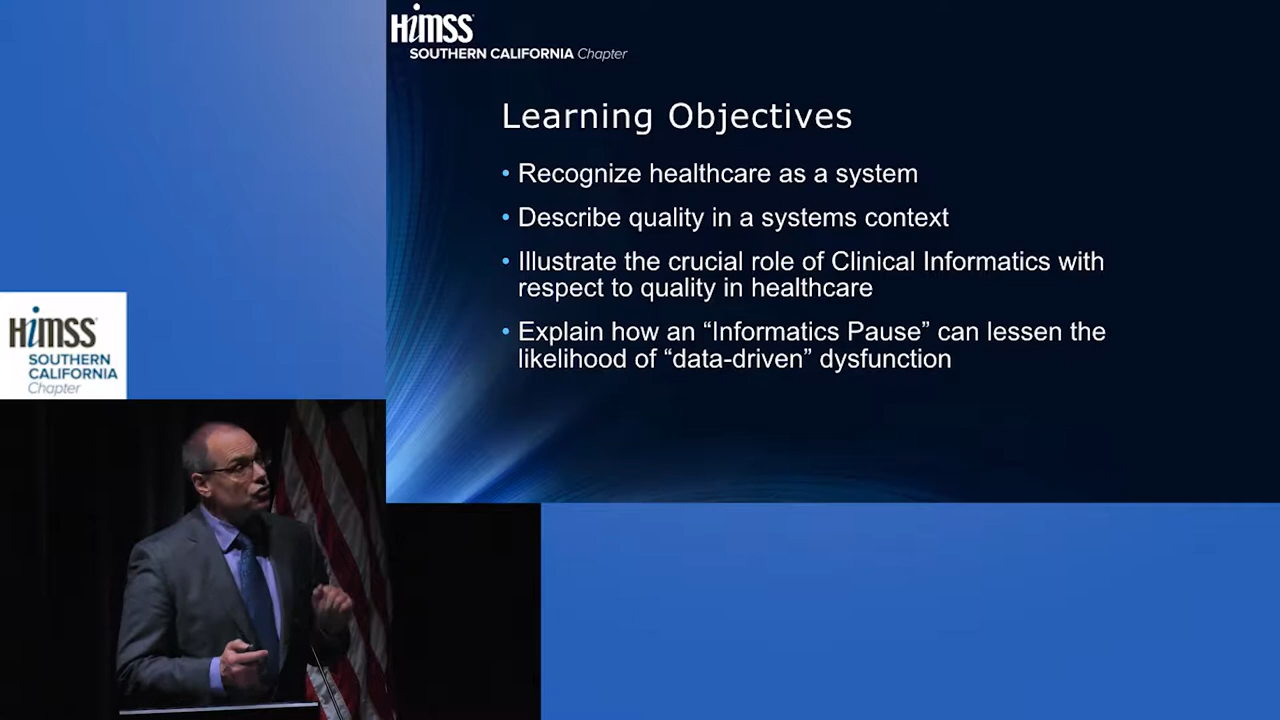 HiMSS
SOUTHERN CALIFORNIA Chapter
Learning Objectives
• Recognize healthcare as a system
• Describe quality in a systems context
• Illustrate the crucial role of Clinical Informatics with
respect to quality in healthcare
• Explain how an “Informatics Pause” can lessen the
likelihood of “data-driven” dysfunction
HiMSS
SOUTHERN
CALIFORNIA
Chapter